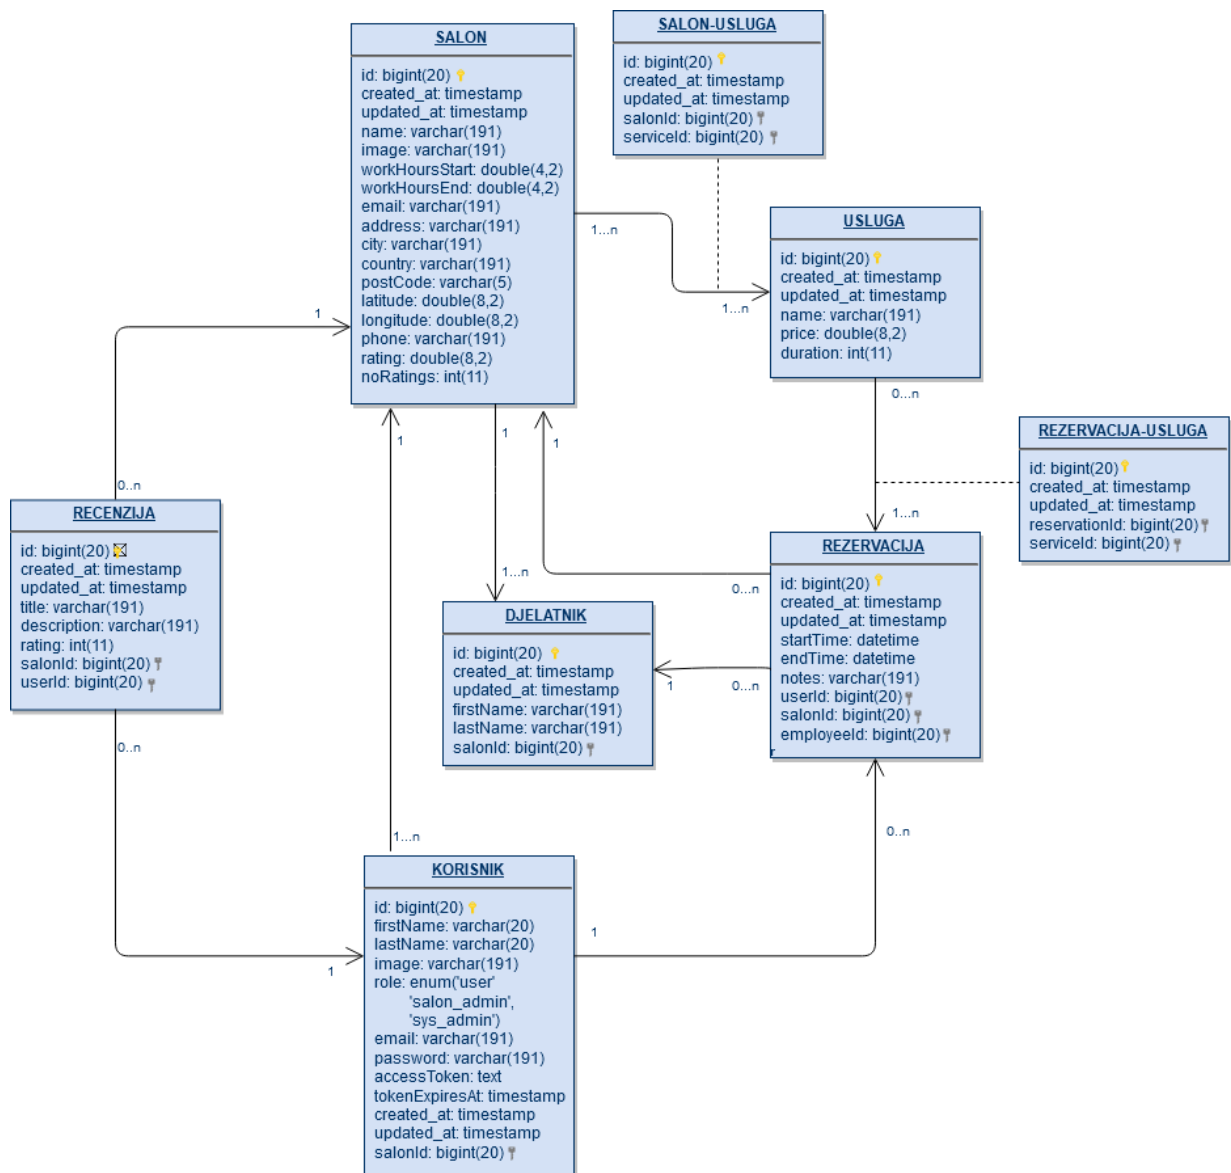 SALON
id: bigint(20)
created_at: timestamp
updated_at: timestamp
name: varchar(191)
image: varchar(191)
workHoursStart: double(4,2)
workHoursEnd: double(4,2)
email: varchar(191)
address: varchar(191)
city: varchar(191)
country: varchar(191)
postCode: varchar(5)
latitude: double(8,2)
longitude: double(8,2)
phone: varchar(191)
rating: double(8,2)
noRatings: int(11)
SALON-USLUGA
id: bigint(20)
created_at: timestamp
updated_at: timestamp
salonId: bigint(20)
serviceId: bigint(20)
1...n
1...n
USLUGA
id: bigint(20)
created_at: timestamp
updated_at: timestamp
name: varchar(191)
price: double(8,2)
duration: int(11)
1
0..n
1
1
1
0...n
1...n
REZERVACIJA-USLUGA
id: bigint(20)
created_at: timestamp
updated_at: timestamp
reservationId: bigint(20)
serviceId: bigint(20)
RECENZIJA
id: bigint(20)
created_at: timestamp
updated_at: timestamp
title: varchar(191)
description: varchar(191)
rating: int(11)
salonId: bigint(20)
userId: bigint(20)
1...n
0...n
DJELATNIK
id: bigint(20)
created_at: timestamp
updated_at: timestamp
firstName: varchar(191)
lastName: varchar(191)
salonId: bigint(20)
1
0...n
REZERVACIJA
id: bigint(20)
created_at: timestamp
updated_at: timestamp
startTime: datetime
endTime: datetime
notes: varchar(191)
userId: bigint(20)
salonId: bigint(20)
employeeId: bigint(20)
r
0...n
1...n
0...n
KORISNIK
id: bigint(20)
firstName: varchar(20)
lastName: varchar(20)
image: varchar(191)
role: enum('user'
'salon_admin',
'sys_admin')
email: varchar(191)
password: varchar(191)
accessToken: text
tokenExpiresAt: timestamp
created_at: timestamp
updated_at: timestamp
salonId: bigint(20)
1
1